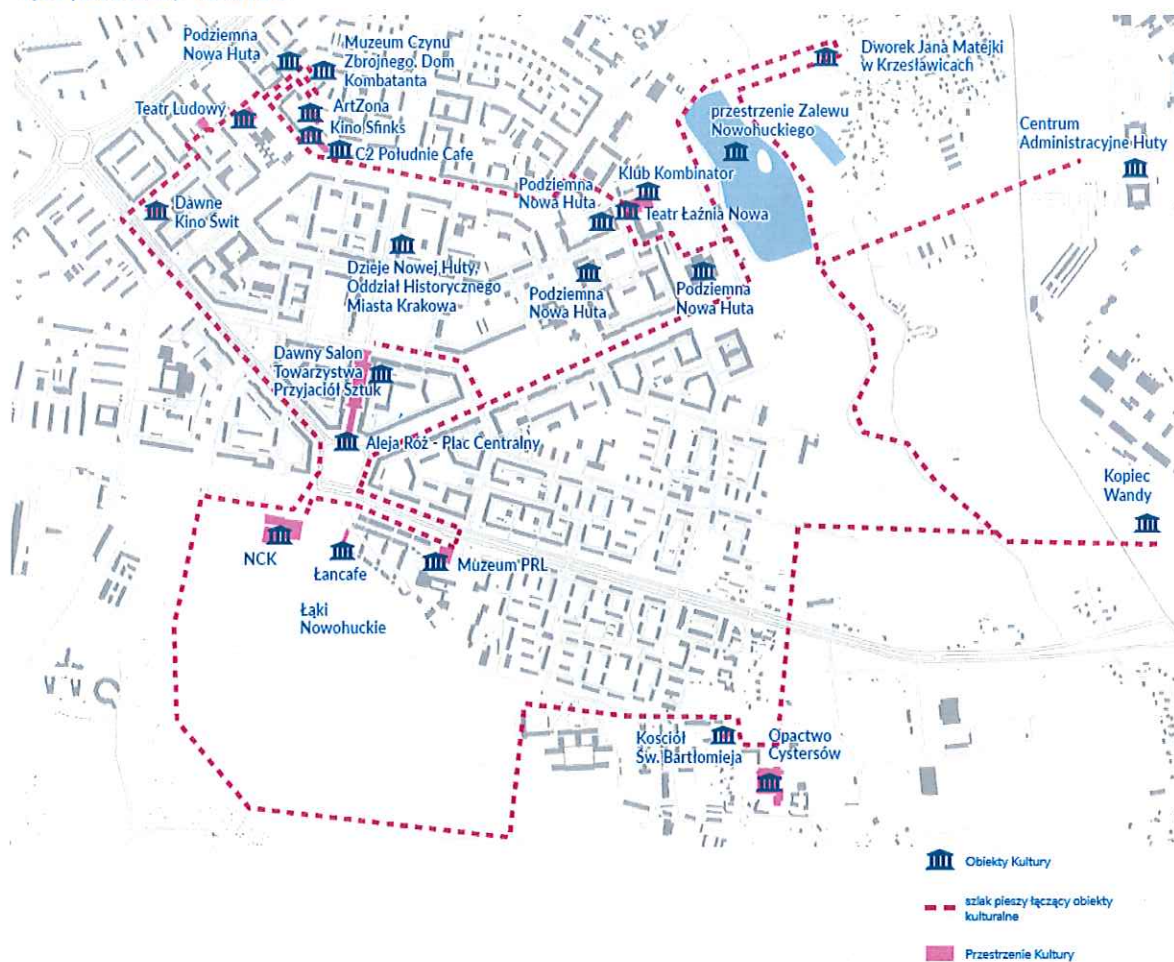 Podziemna
Nowa Huta
Muzeum Czynu
Zbrojnego. Dom
Kombatanta
Teatr Ludowy
ArtZona
Kino Sfinks
C2 Południe Cafe
Dworek Jana Matejki
w Krzesławicach
przestrzenie Zalewu
Nowohuckiego
Centrum
Administracyjne Huty
Klub Kombinator
Podziemna
Nowa Huta
Teatr Łaźnia Nowa
Dawne
Kino Świt
Dzieje Nowej Huty,
Oddział Historycznego
Miasta Krakowa
Podziemna
Nowa Huta
Podziemna
Nowa Huta
Dawny Salon
Towarzystwa
Przyjaciół Sztuk
Aleja Róż - Plac Centralny
Kopiec
Wandy
NCK
Łancafe
Muzeum PRL
Łąki
Nowohuckie
Kościół
Św. Bartłomieja
Opactwo
Cystersów
Obiekty Kultury
szlak pieszy łączący obiekty
kulturalne
Przestrzenie Kultury